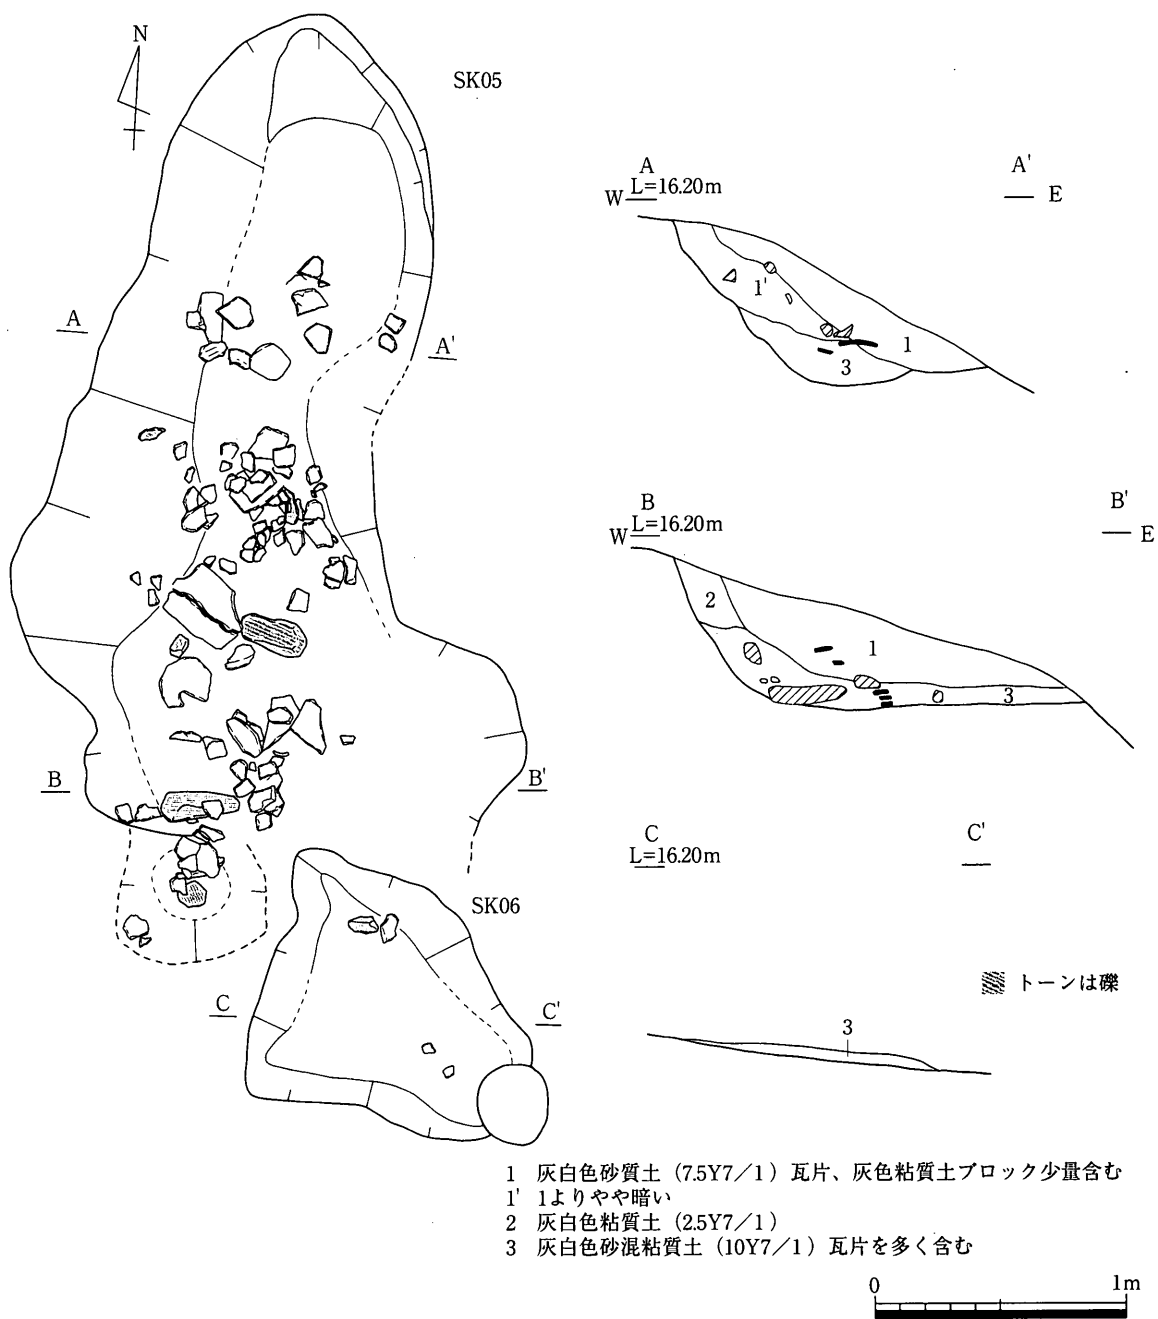 N
SK05
A
A'
B
B'
SK06
C
C'
A
A'
L=16.20m
W
E
1'
1
3
B
B'
L=16.20m
W
E
2
1
3
C
C'
L=16.20m
トーンは礫
3
1 灰白色砂質土(7.5Y7/1)瓦片、灰色粘質土ブロック少量含む
1' 1よりやや暗い
2 灰白色粘質土(2.5Y7/1)
3 灰白色砂混粘質土(10Y7/1)瓦片を多く含む
0
1m